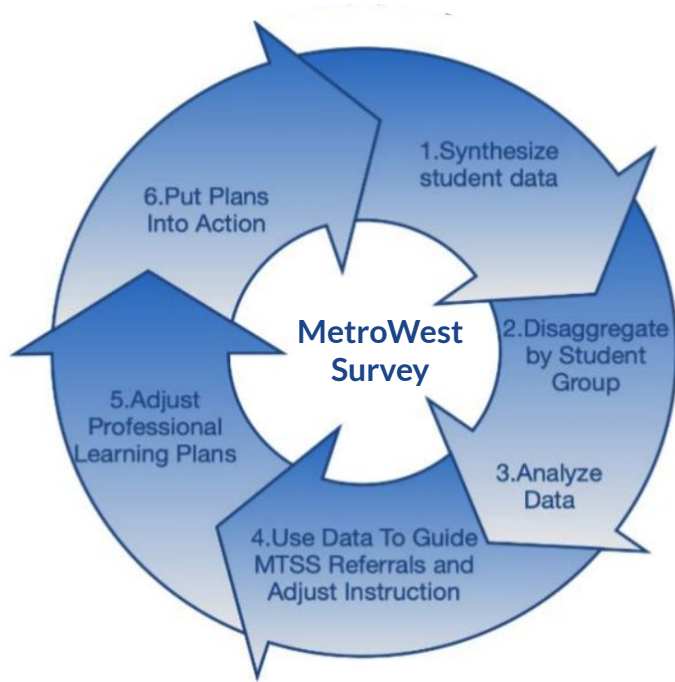 1.Synthesize
student data
2.Disaggregate
by Student
Group
3.Analyze
Data
4.Use Data To Guide
MTSS Referrals and
Adjust Instruction
5.Adjust
Professional
Learning Plans
6.Put Plans
Into Action
MetroWest
Survey